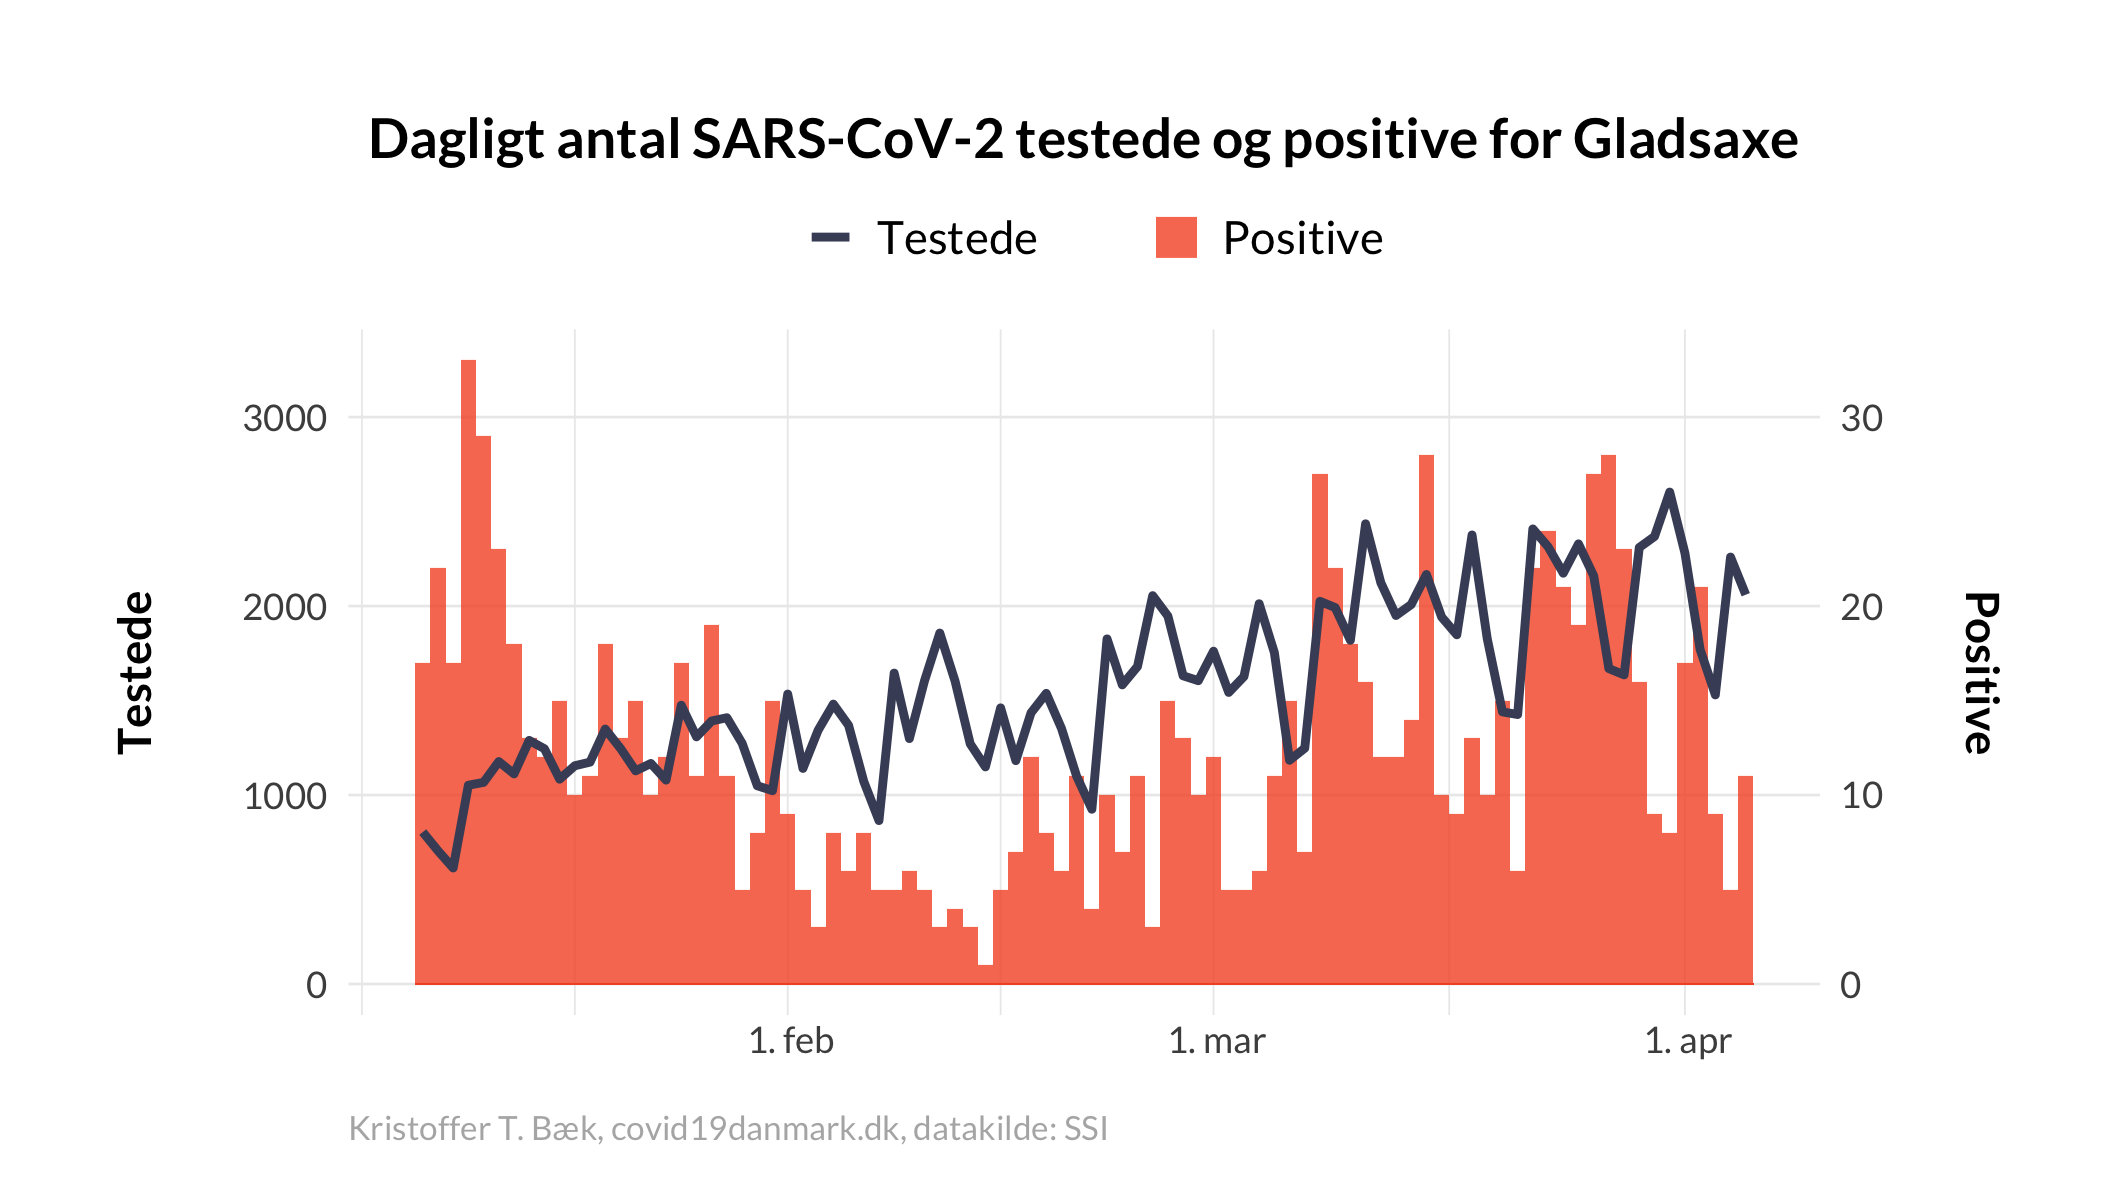 Dagligt antal SARS-CoV-2 testede og positive for Gladsaxe
Testede
Positive
3000
2000
1000
0
30
20
10
0
Testede
Positive
1. feb
1. mar
1. apr
Kristoffer T. Bæk, covid19danmark.dk, datakilde: SSI